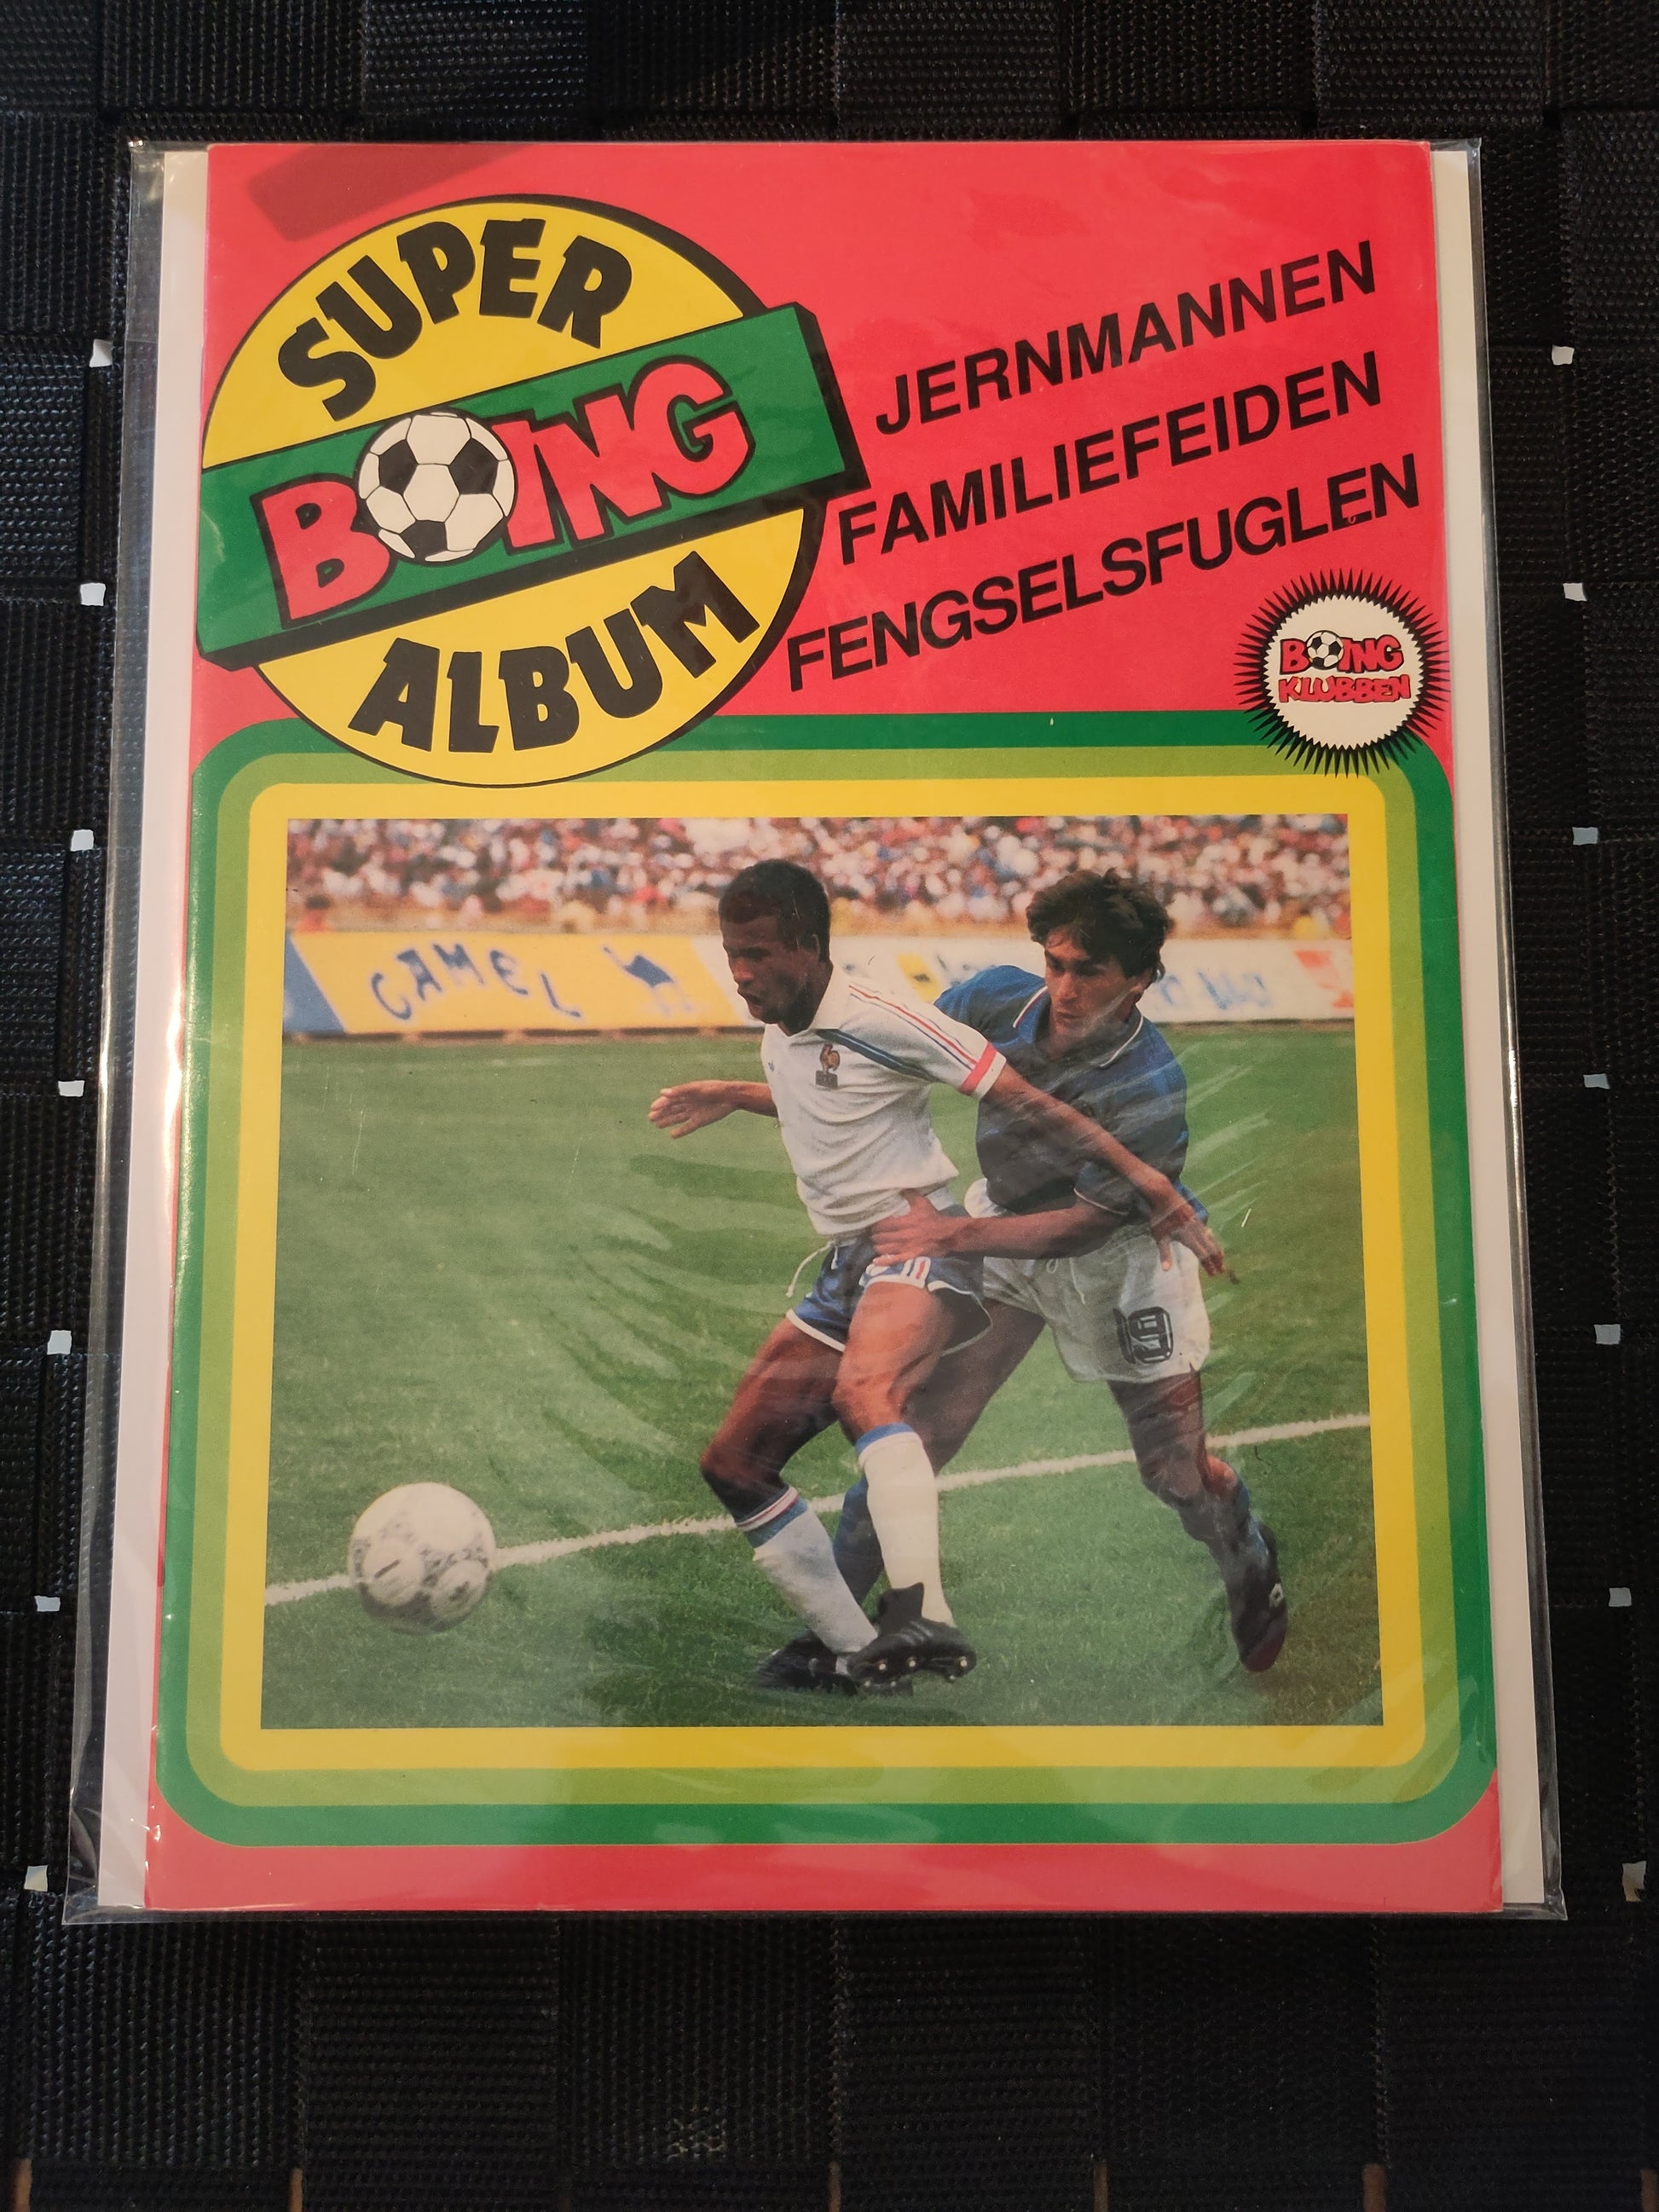 SUPER
BOING
ALBUM
JERNMANNEN
FAMILIEFEIDEN
FENGSELSFUGLEN
BOING
KLUBBEN
CAMEL